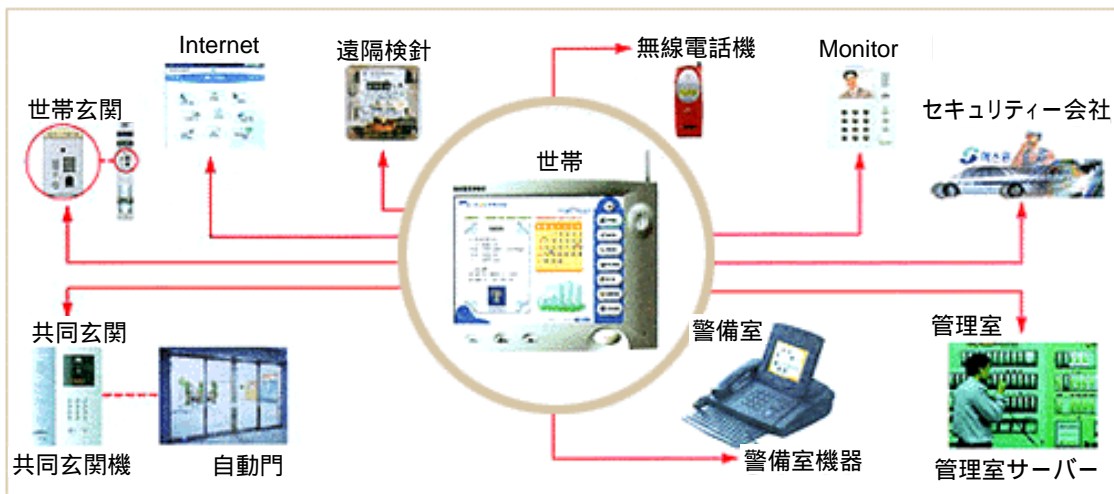 Internet
遠隔検針
無線電話機
Monitor
世帯玄関
セキュリティー会社
世帯
共同玄関
警備室
管理室
共同玄関機
自動門
警備室機器
管理室サーバー